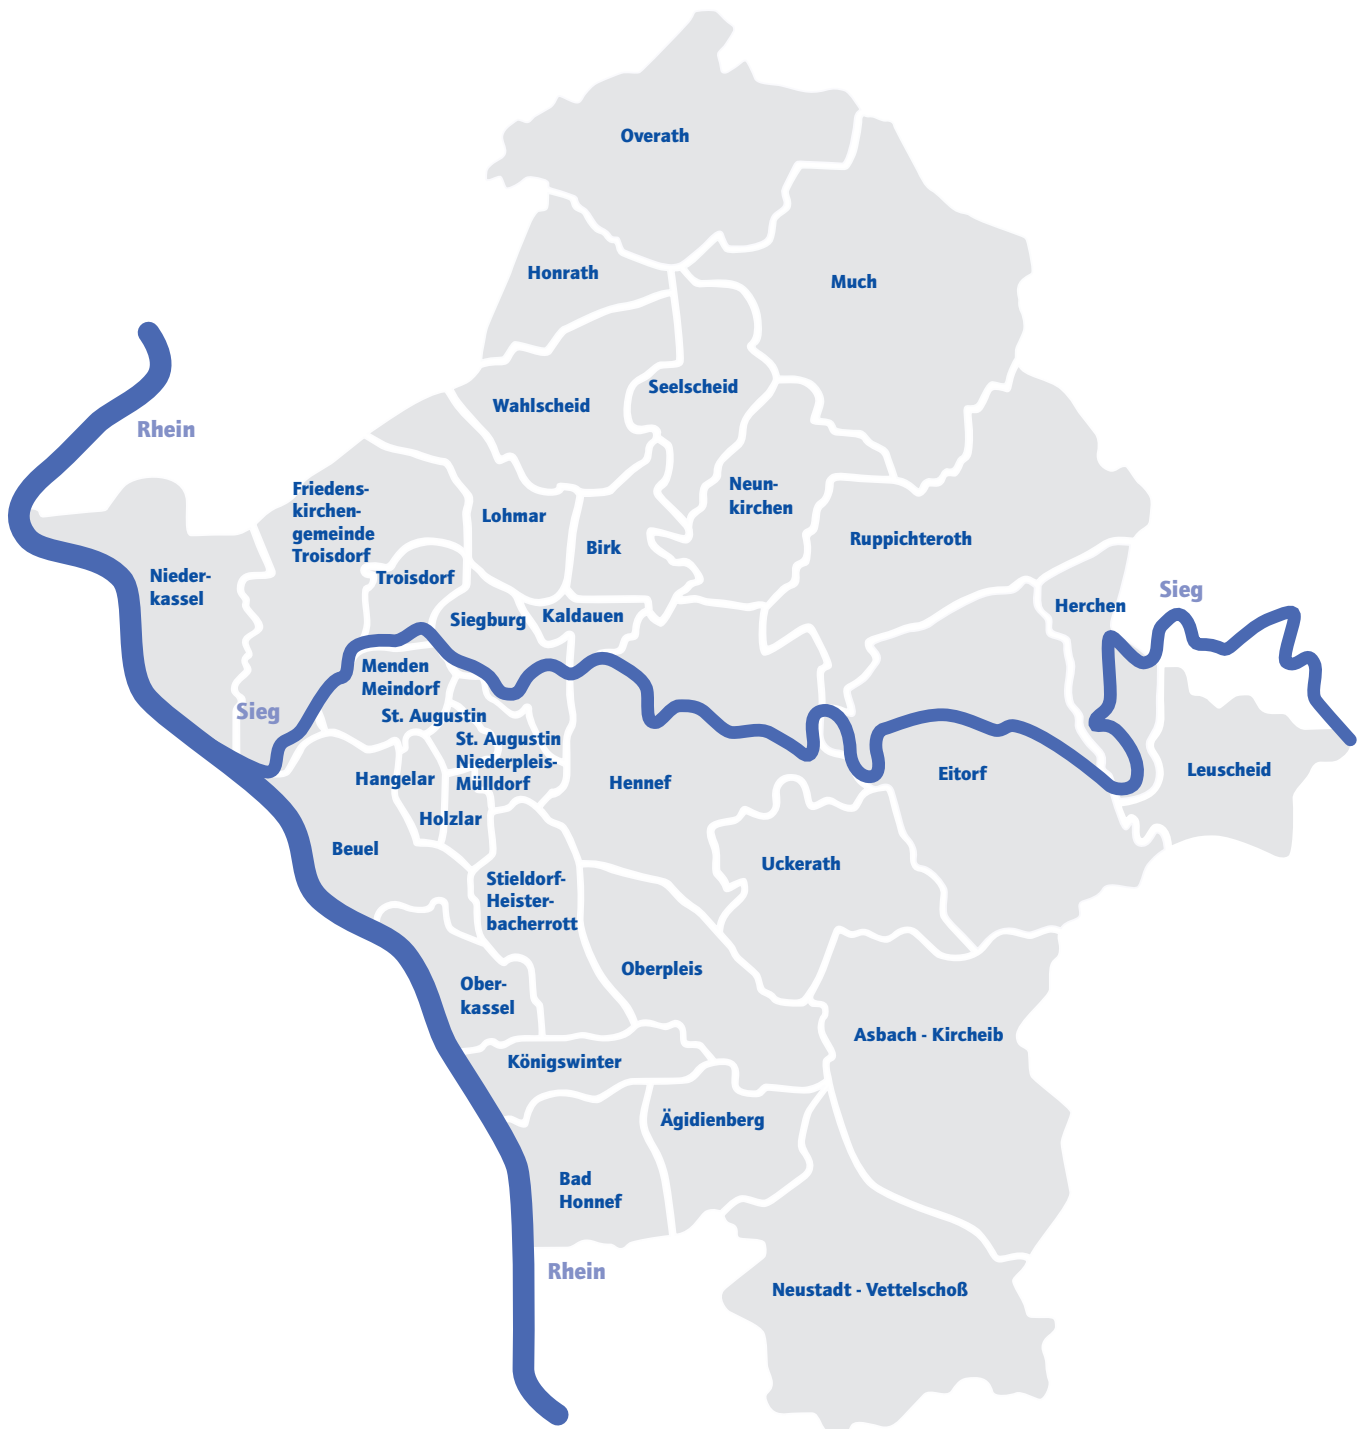 Overath
Honrath
Much
Seelscheid
Wahlscheid
Rhein
Friedens-
kirchen-
gemeinde
Troisdorf
Lohmar
Neun-
kirchen
Birk
Ruppichteroth
Nieder-
kassel
Troisdorf
Siegburg
Kaldauen
Herchen
Sieg
Menden
Meindorf
Sieg
St. Augustin
St. Augustin
Niederpleis-
Mülldorf
Hangelar
Hennef
Eitorf
Leuscheid
Holzlar
Beuel
Uckerath
Stieldorf-
Heister-
bacherrott
Oberpleis
Ober-
kassel
Asbach - Kircheib
Königswinter
Ägidienberg
Bad
Honnef
Rhein
Neustadt - Vettelschoß